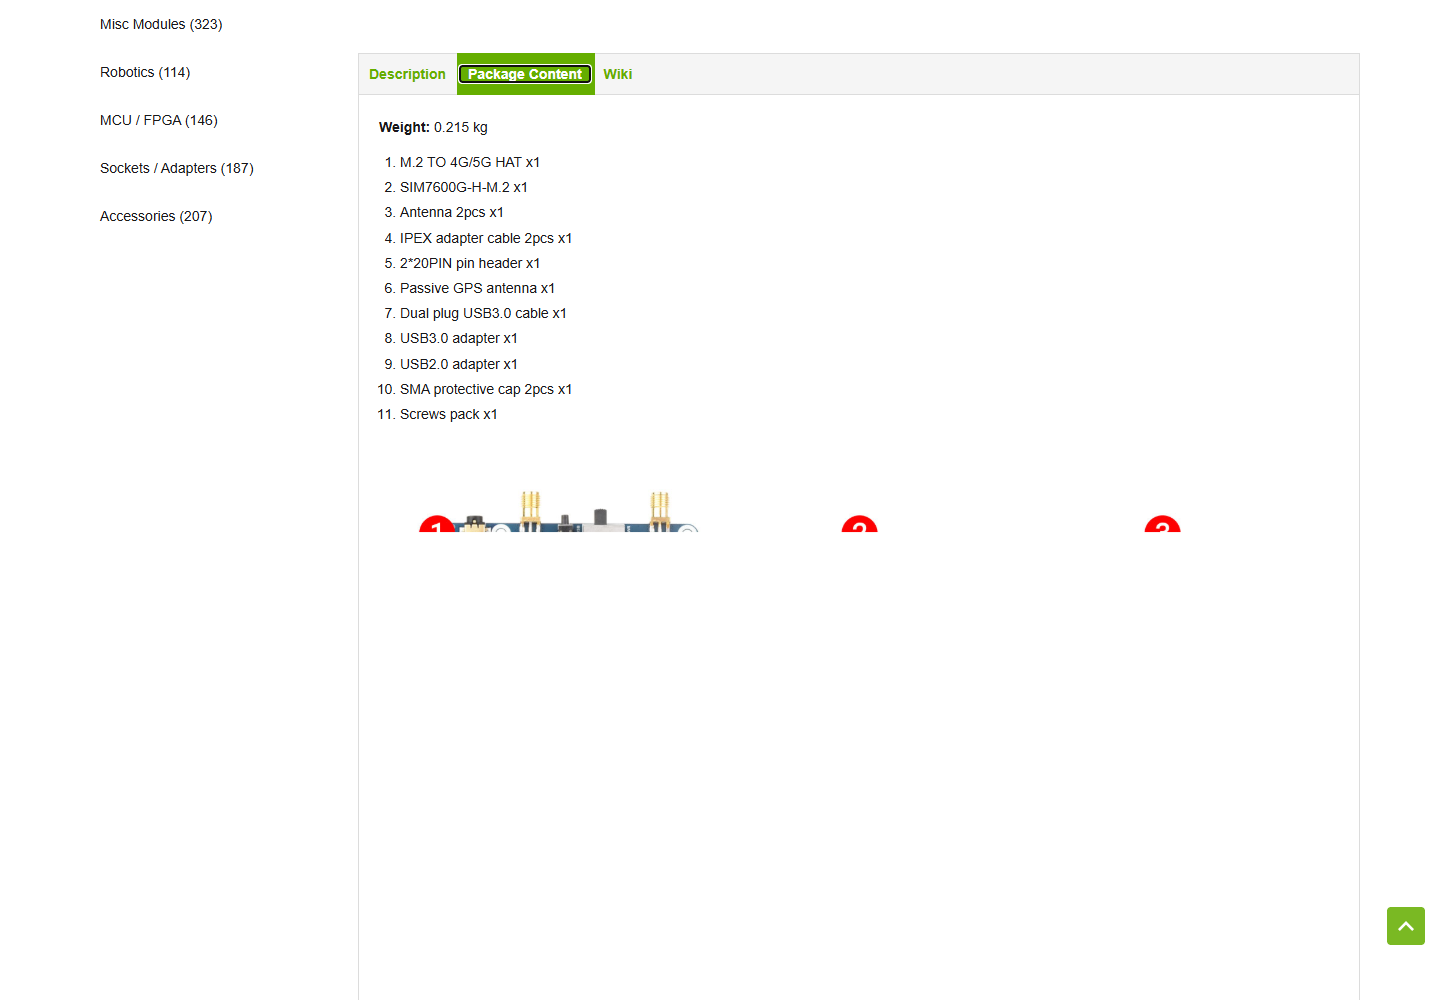 Misc Modules (323)
Robotics (114)
MCU / FPGA (146)
Sockets / Adapters (187)
Accessories (207)
Description Package Content Wiki
Weight: 0.215 kg
1. M.2 TO 4G/5G HAT x1
2. SIM7600G-H-M.2 x1
3. Antenna 2pcs x1
4. IPEX adapter cable 2pcs x1
5. 2*20PIN pin header x1
6. Passive GPS antenna x1
7. Dual plug USB3.0 cable x1
8. USB3.0 adapter x1
9. USB2.0 adapter x1
10. SMA protective cap 2pcs x1
11. Screws pack x1
1 2 3